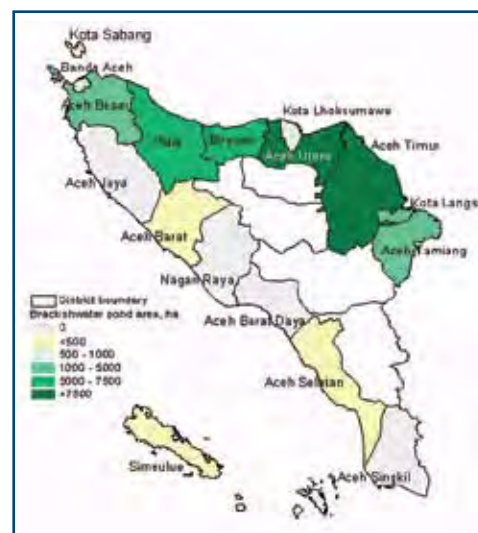 Kota Sabang
Banda Aceh
Aceh Besar
Pidie
Bireuen
Aceh Utara
Kota Lhoksumawe
Aceh Timur
Kota Langs
Aceh Tamiang
Aceh Jaya
Aceh Barat
Nagan Raya
Aceh Barat Daya
Aceh Selatan
Aceh Singkil
Simeulue
District boundary
Brackishwater pond area, ha
0
<500
500 - 1000
1000 - 5000
5000 - 7500
>7500